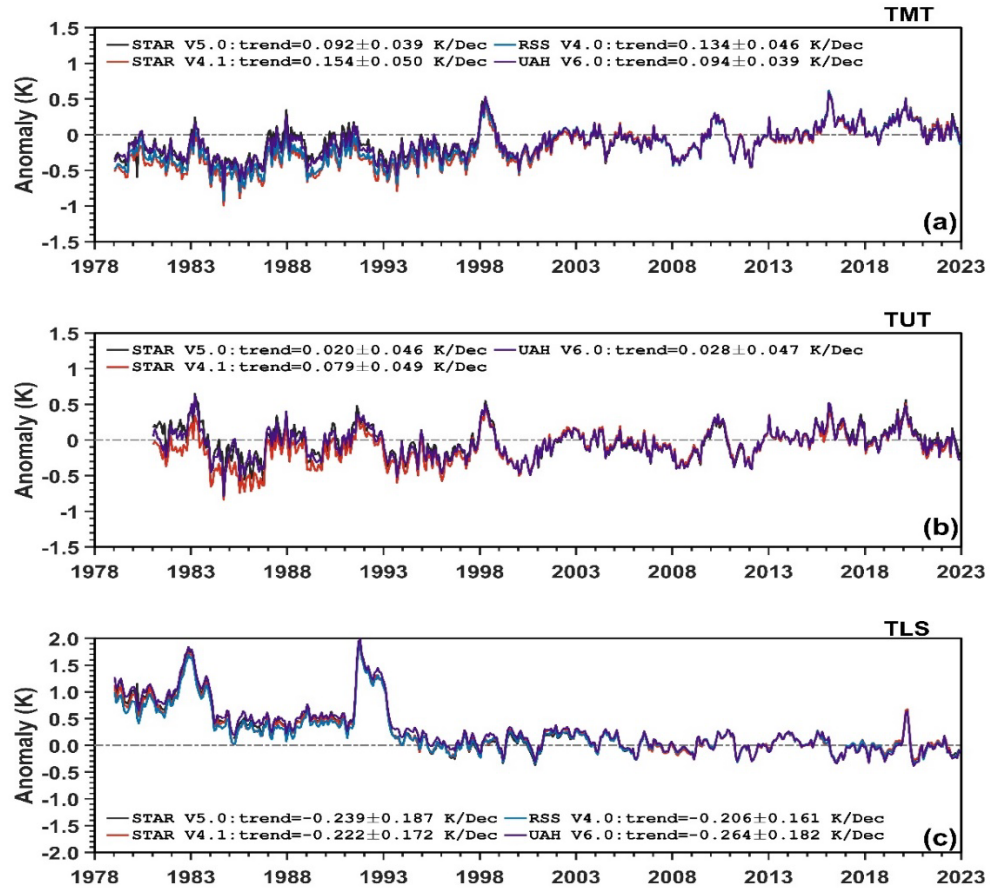 TMT
STAR V5.0:trend=0.092±0.039 K/Dec RSS V4.0:trend=0.134±0.046 K/Dec
STAR V4.1:trend=0.154±0.050 K/Dec UAH V6.0:trend=0.094±0.039 K/Dec
1.5
1
0.5
0
-0.5
-1
-1.5
Anomaly (K)
(a)
1978 1983 1988 1993 1998 2003 2008 2013 2018 2023
TUT
STAR V5.0:trend=0.020±0.046 K/Dec UAH V6.0:trend=0.028±0.047 K/Dec
STAR V4.1:trend=0.079±0.049 K/Dec
1.5
1
0.5
0
-0.5
-1
-1.5
Anomaly (K)
(b)
1978 1983 1988 1993 1998 2003 2008 2013 2018 2023
TLS
2.0
1.5
1.0
0.5
0.0
-0.5
-1.0
-1.5
-2.0
Anomaly (K)
STAR V5.0:trend=-0.239±0.187 K/Dec RSS V4.0:trend=-0.206±0.161 K/Dec
STAR V4.1:trend=-0.222±0.172 K/Dec UAH V6.0:trend=-0.264±0.182 K/Dec
(c)
1978 1983 1988 1993 1998 2003 2008 2013 2018 2023